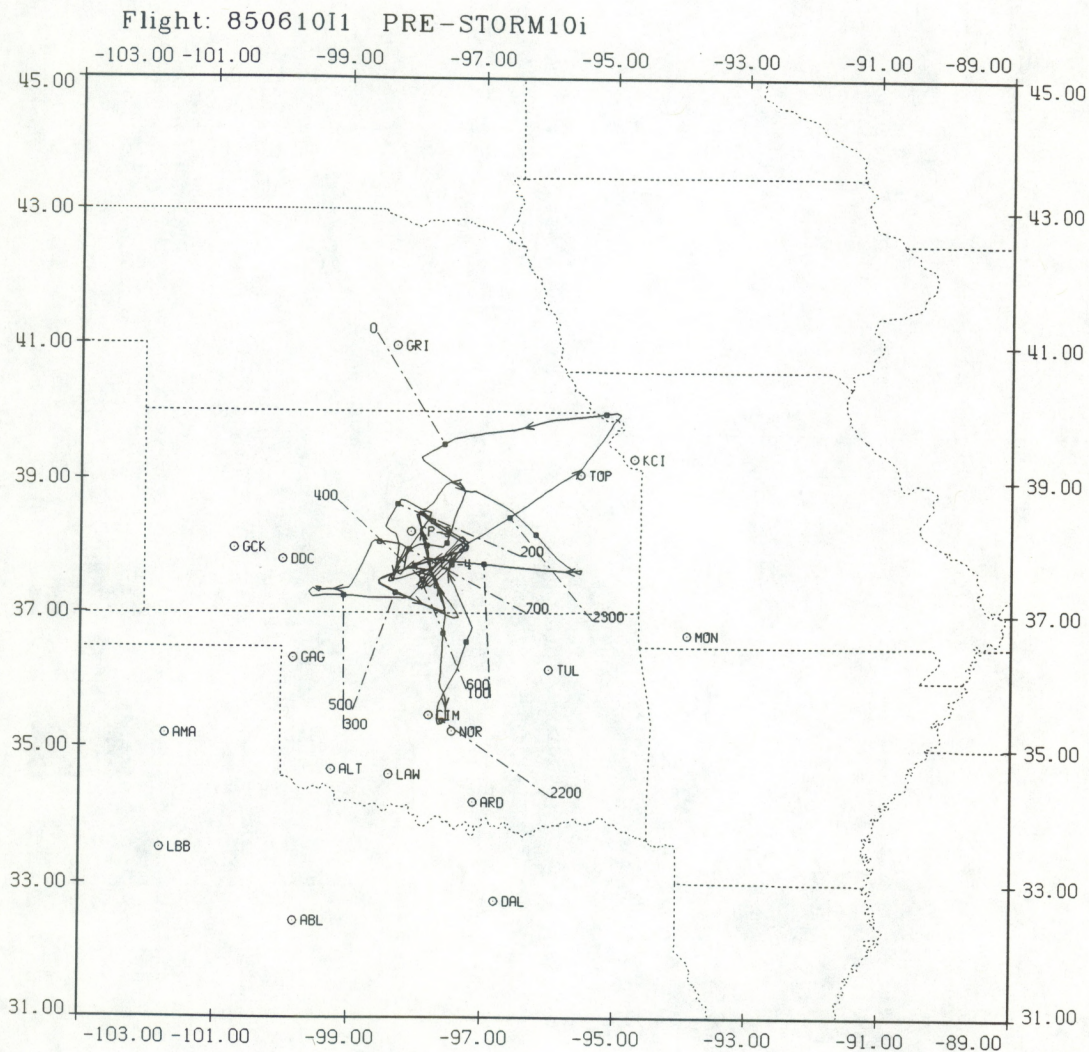 Flight: 850610I1 PRE-STORM10i
-103.00 -101.00 -99.00 -97.00 -95.00 -93.00 -91.00 -89.00
45.00 45.00
43.00 43.00
0
41.00 GRI 41.00
39.00 TOP KCI 39.00
400
GCK DDC 200
37.00 700 2300 37.00
MON
GAG TUL
500 600
300 100
AMA NOR
35.00 35.00
ALT LAW
2200
ARD
LBB
33.00 33.00
DAL
ABL
31.00 31.00
-103.00 -101.00 -99.00 -97.00 -95.00 -93.00 -91.00 -89.00